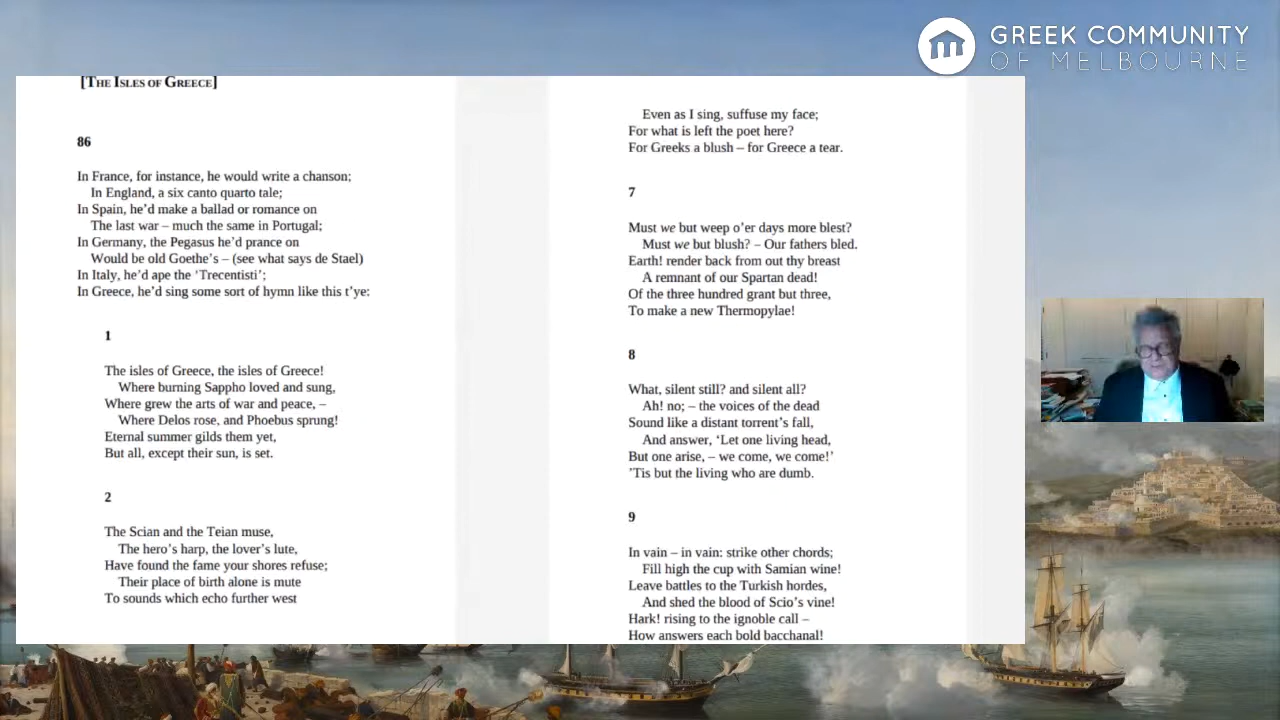 GREEK COMMUNITY
OF MELBOURNE
[THE ISLES OF GREECE]
86
In France, for instance, he would write a chanson;
In England, a six canto quarto tale;
In Spain, he'd make a ballad or romance on
The last war – much the same in Portugal;
In Germany, the Pegasus he'd prance on
Would be old Goethe's – (see what says de Stael)
In Italy, he'd ape the 'Trecentisti';
In Greece, he'd sing some sort of hymn like this t'ye:
1
The isles of Greece, the isles of Greece!
Where burning Sappho loved and sung,
Where grew the arts of war and peace, –
Where Delos rose, and Phoebus sprung!
Eternal summer gilds them yet,
But all, except their sun, is set.
2
The Scian and the Teian muse,
The hero's harp, the lover's lute,
Have found the fame your shores refuse;
Their place of birth alone is mute
To sounds which echo further west
Even as I sing, suffuse my face;
For what is left the poet here?
For Greeks a blush – for Greece a tear.
7
Must we but weep o'er days more blest?
Must we but blush? – Our fathers bled.
Earth! render back from out thy breast
A remnant of our Spartan dead!
Of the three hundred grant but three,
To make a new Thermopylae!
8
What, silent still? and silent all?
Ah! no; – the voices of the dead
Sound like a distant torrent's fall,
And answer, 'Let one living head,
But one arise, – we come, we come!'
'Tis but the living who are dumb.
9
In vain – in vain: strike other chords;
Fill high the cup with Samian wine!
Leave battles to the Turkish hordes,
And shed the blood of Scio's vine!
Hark! rising to the ignoble call –
How answers each bold bacchanal!